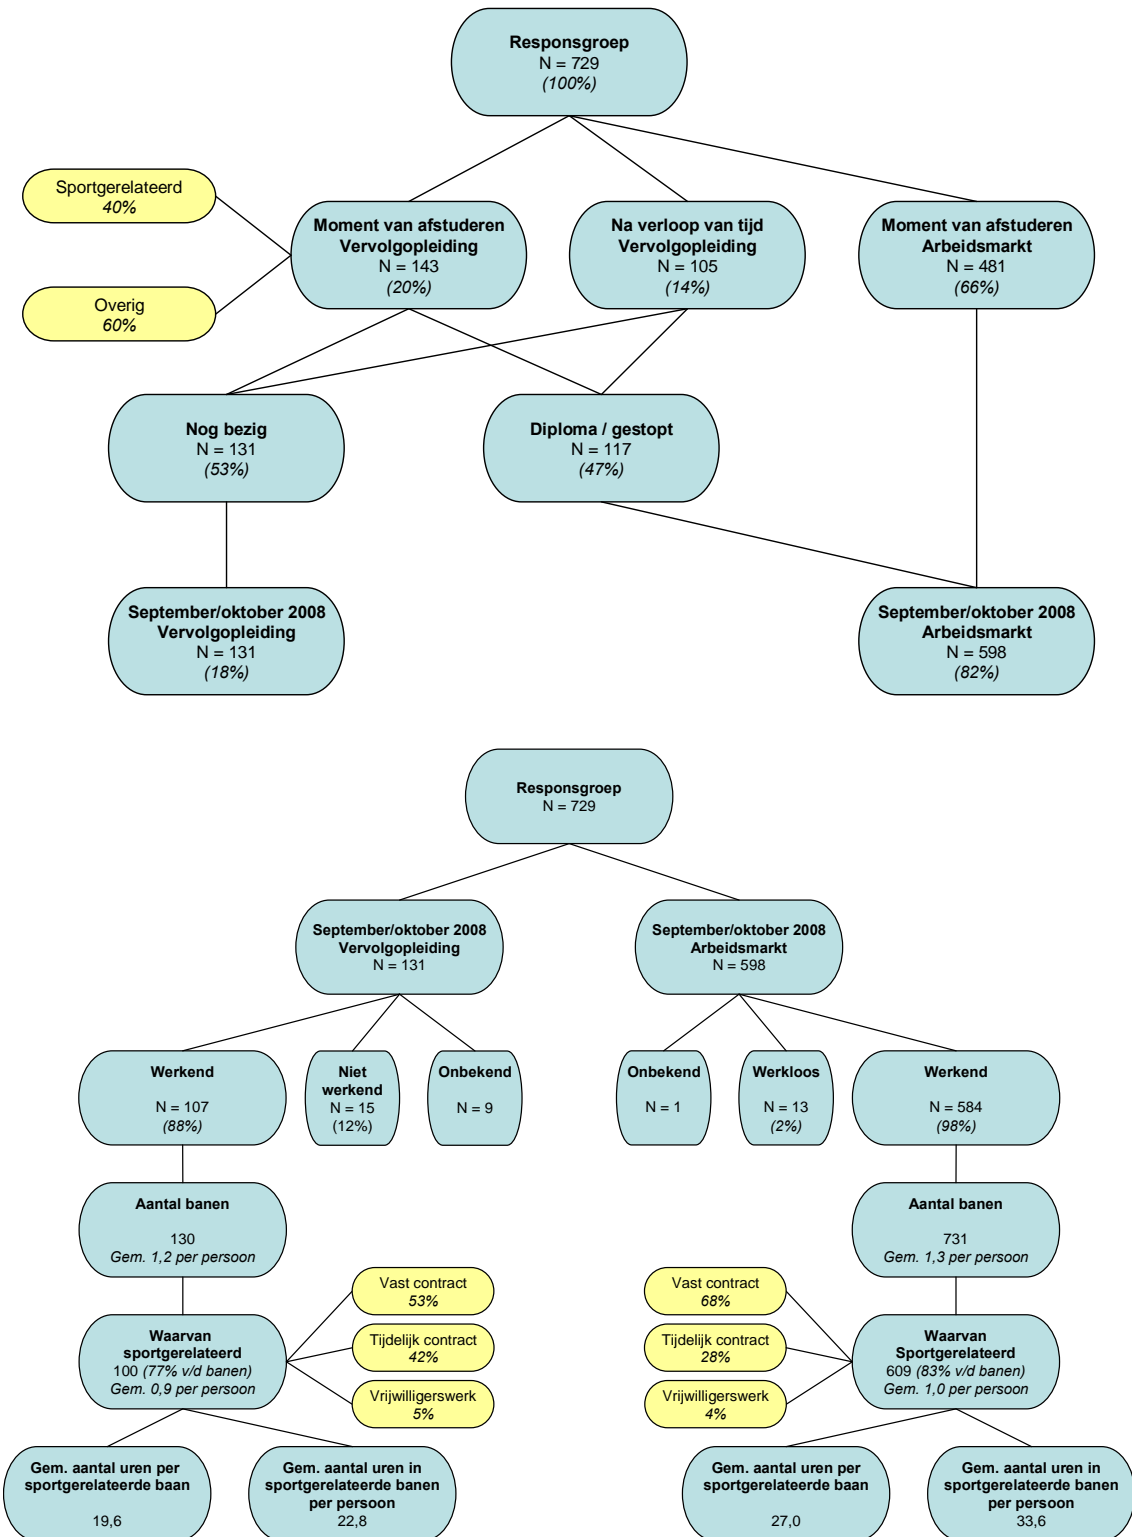 Responsgroep
N = 729
(100%)
Sportgerelateerd
40%
Overig
60%
Moment van afstuderen
Vervolgopleiding
N = 143
(20%)
Na verloop van tijd
Vervolgopleiding
N = 105
(14%)
Moment van afstuderen
Arbeidsmarkt
N = 481
(66%)
Nog bezig
N = 131
(53%)
Diploma / gestopt
N = 117
(47%)
September/oktober 2008
Vervolgopleiding
N = 131
(18%)
September/oktober 2008
Arbeidsmarkt
N = 598
(82%)
Responsgroep
N = 729
September/oktober 2008
Vervolgopleiding
N = 131
September/oktober 2008
Arbeidsmarkt
N = 598
Werkend
N = 107
(88%)
Niet
werkend
N = 15
(12%)
Onbekend
N = 9
Onbekend
N = 1
Werkloos
N = 13
(2%)
Werkend
N = 584
(98%)
Aantal banen
130
Gem. 1,2 per persoon
Aantal banen
731
Gem. 1,3 per persoon
Waarvan
sportgerelateerd
100 (77% v/d banen)
Gem. 0,9 per persoon
Vast contract
53%
Tijdelijk contract
42%
Vrijwilligerswerk
5%
Vast contract
68%
Tijdelijk contract
28%
Vrijwilligerswerk
4%
Waarvan
Sportgerelateerd
609 (83% v/d banen)
Gem. 1,0 per persoon
Gem. aantal uren per
sportgerelateerde baan
19,6
Gem. aantal uren in
sportgerelateerde banen
per persoon
22,8
Gem. aantal uren per
sportgerelateerde baan
27,0
Gem. aantal uren in
sportgerelateerde banen
per persoon
33,6